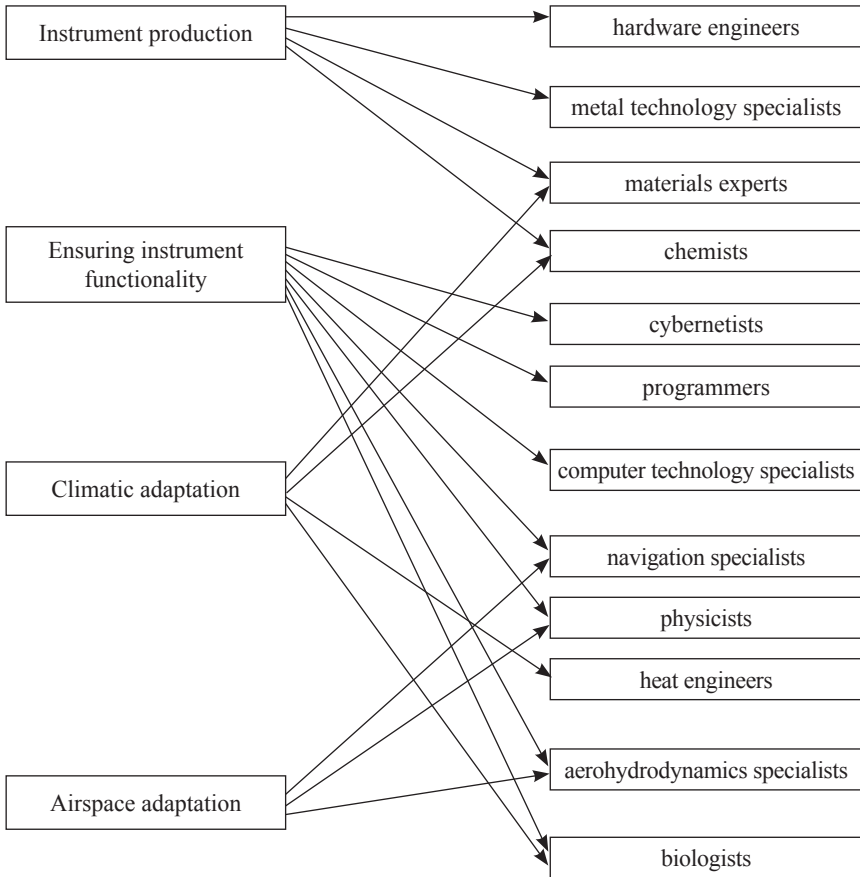 Instrument production
Ensuring instrument
functionality
Climatic adaptation
Airspace adaptation
hardware engineers
metal technology specialists
materials experts
chemists
cybernetists
programmers
computer technology specialists
navigation specialists
physicists
heat engineers
aerohydrodynamics specialists
biologists